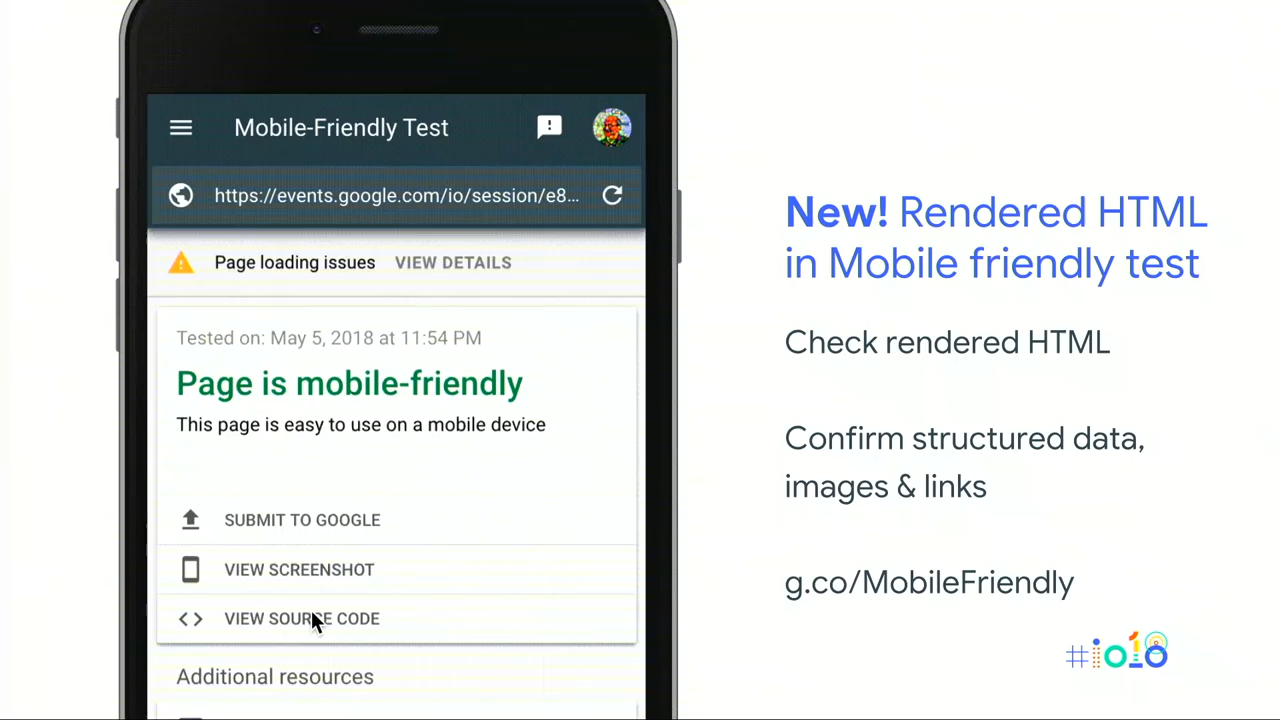 Mobile-Friendly Test
https://events.google.com/io/session/e8...
Page loading issues VIEW DETAILS
Tested on: May 5, 2018 at 11:54 PM
Page is mobile-friendly
This page is easy to use on a mobile device
SUBMIT TO GOOGLE
VIEW SCREENSHOT
VIEW SOURCE CODE
Additional resources
New! Rendered HTML
in Mobile friendly test
Check rendered HTML
Confirm structured data,
images & links
g.co/MobileFriendly
#io18